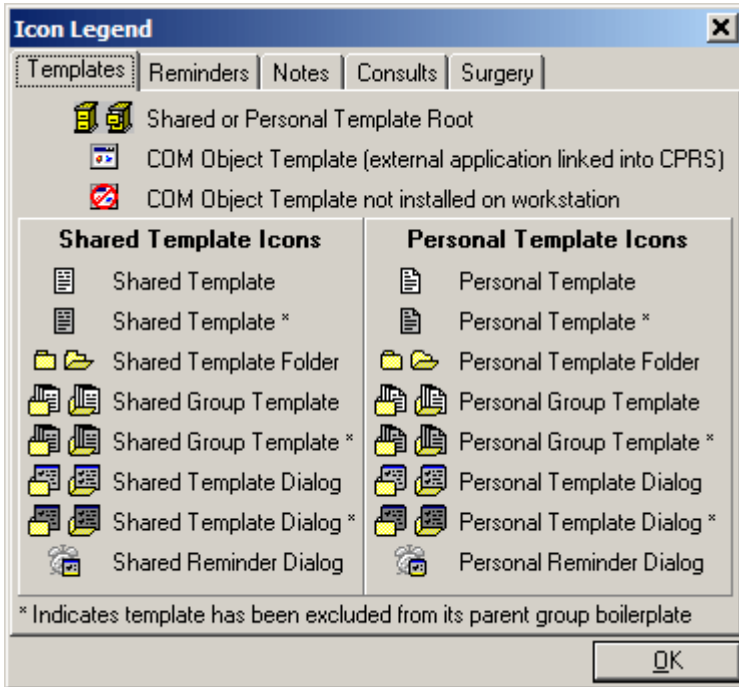 Icon Legend
Templates Reminders Notes Consults Surgery
Shared or Personal Template Root
COM Object Template (external application linked into CPRS)
COM Object Template not installed on workstation
Shared Template Icons
Shared Template
Shared Template *
Shared Template Folder
Shared Group Template
Shared Group Template *
Shared Template Dialog
Shared Template Dialog *
Shared Reminder Dialog
Personal Template Icons
Personal Template
Personal Template *
Personal Template Folder
Personal Group Template
Personal Group Template *
Personal Template Dialog
Personal Template Dialog *
Personal Reminder Dialog
* Indicates template has been excluded from its parent group boilerplate
OK